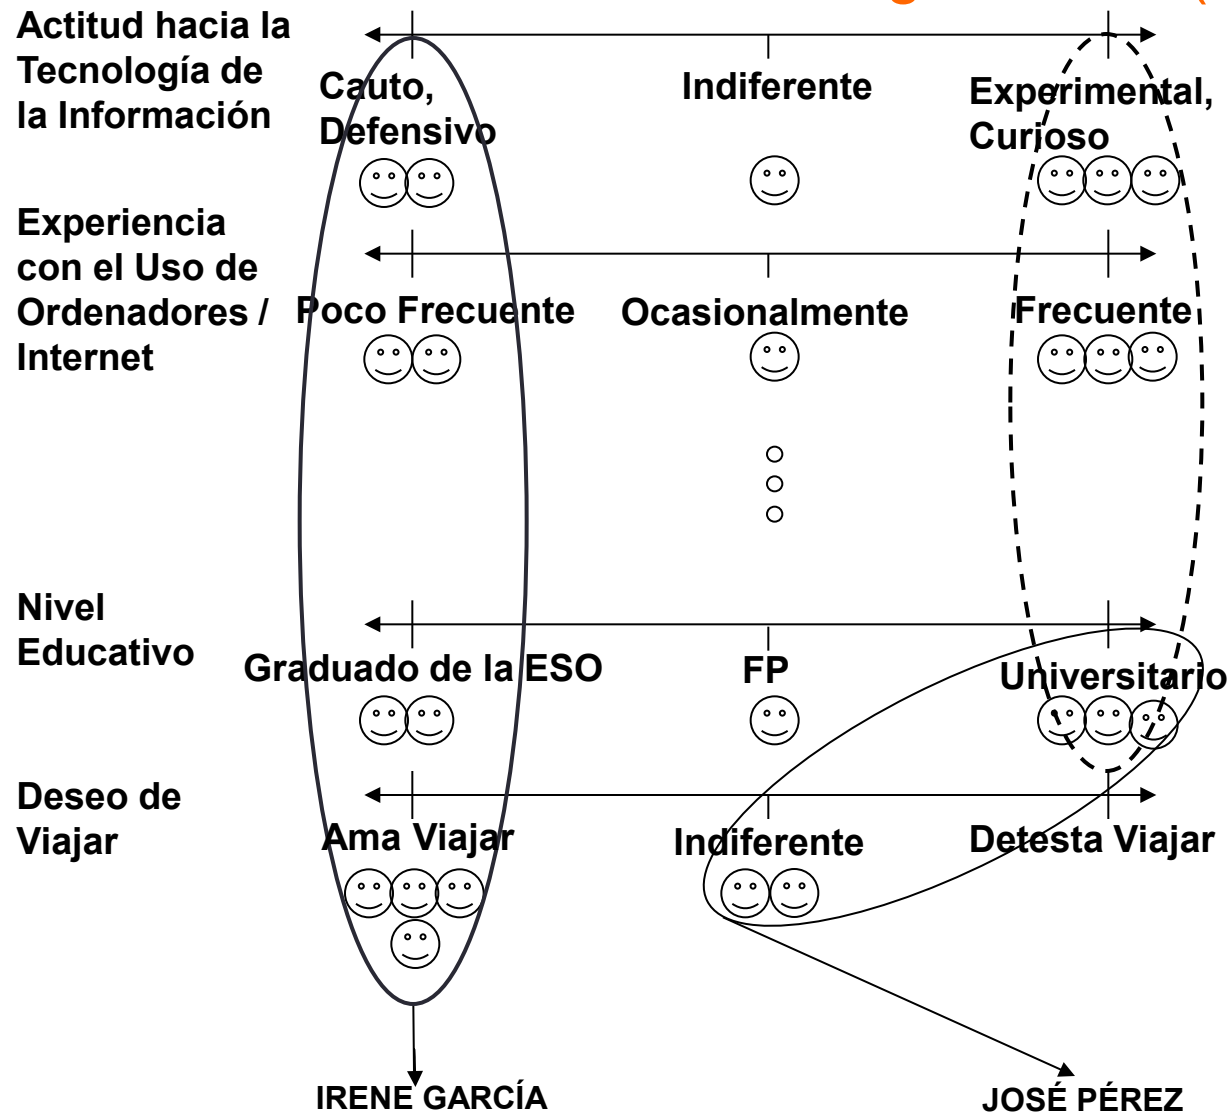 Actitud hacia la
Tecnología de
la Información
Cauto,
Defensivo
Indiferente
Experimental,
Curioso
Experiencia
con el Uso de
Ordenadores /
Internet
Poco Frecuente
Ocasionalmente
Frecuente
Nivel
Educativo
Graduado de la ESO
FP
Universitario
Deseo de
Viajar
Ama Viajar
Indiferente
Detesta Viajar
IRENE GARCÍA
JOSÉ PÉREZ